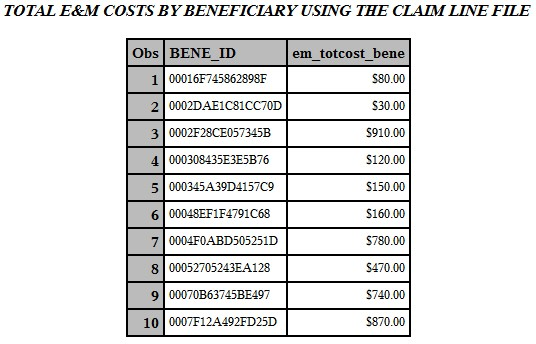 TOTAL E&M COSTS BY BENEFICIARY USING THE CLAIM LINE FILE
Obs BENE_ID em_totcost_bene
1 00016F745862898F $80.00
2 0002DAE1C81CC70D $30.00
3 0002F28CE057345B $910.00
4 000308435E3E5B76 $120.00
5 000345A39D4157C9 $150.00
6 00048EF1F4791C68 $160.00
7 0004F0ABD505251D $780.00
8 00052705243EA128 $470.00
9 00070B63745BE497 $740.00
10 0007F12A492FD25D $870.00